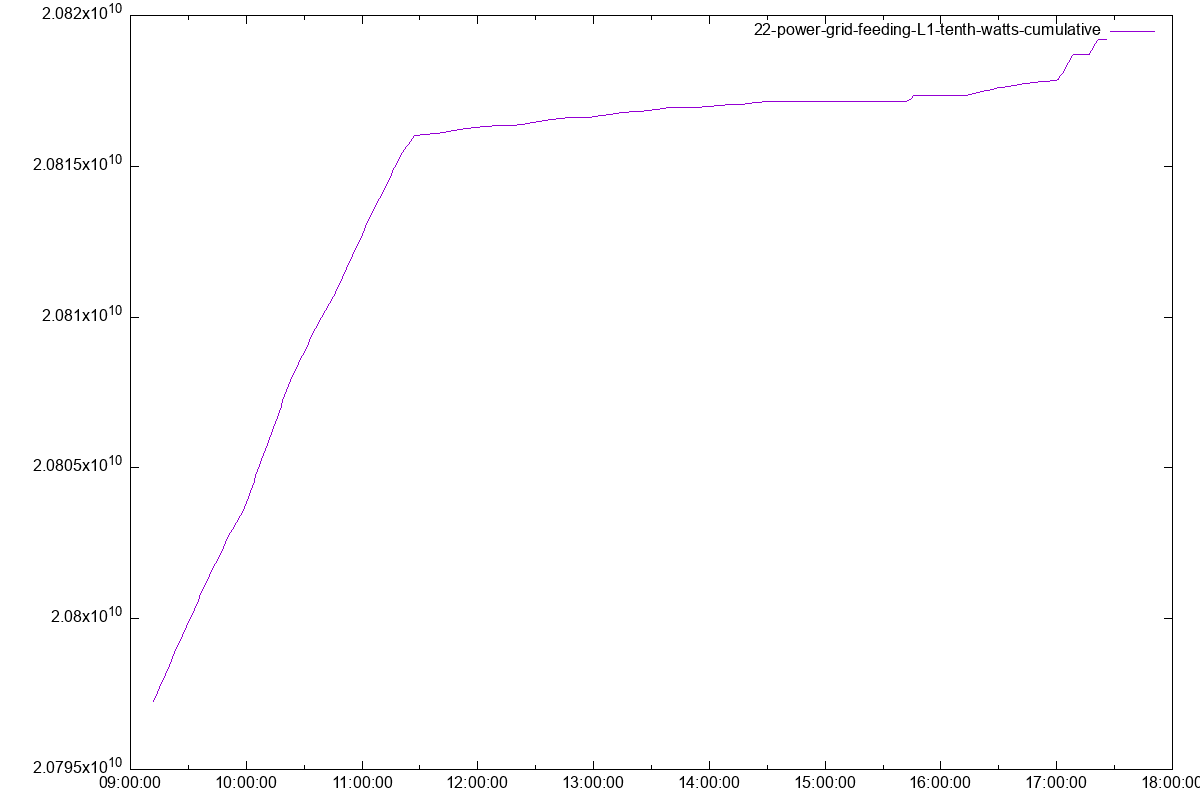 2.082x10^10
22-power-grid-feeding-L1-tenth-watts-cumulative
2.0815x10^10
2.081x10^10
2.0805x10^10
2.08x10^10
2.0795x10^10
09:00:00 10:00:00 11:00:00 12:00:00 13:00:00 14:00:00 15:00:00 16:00:00 17:00:00 18:00:00